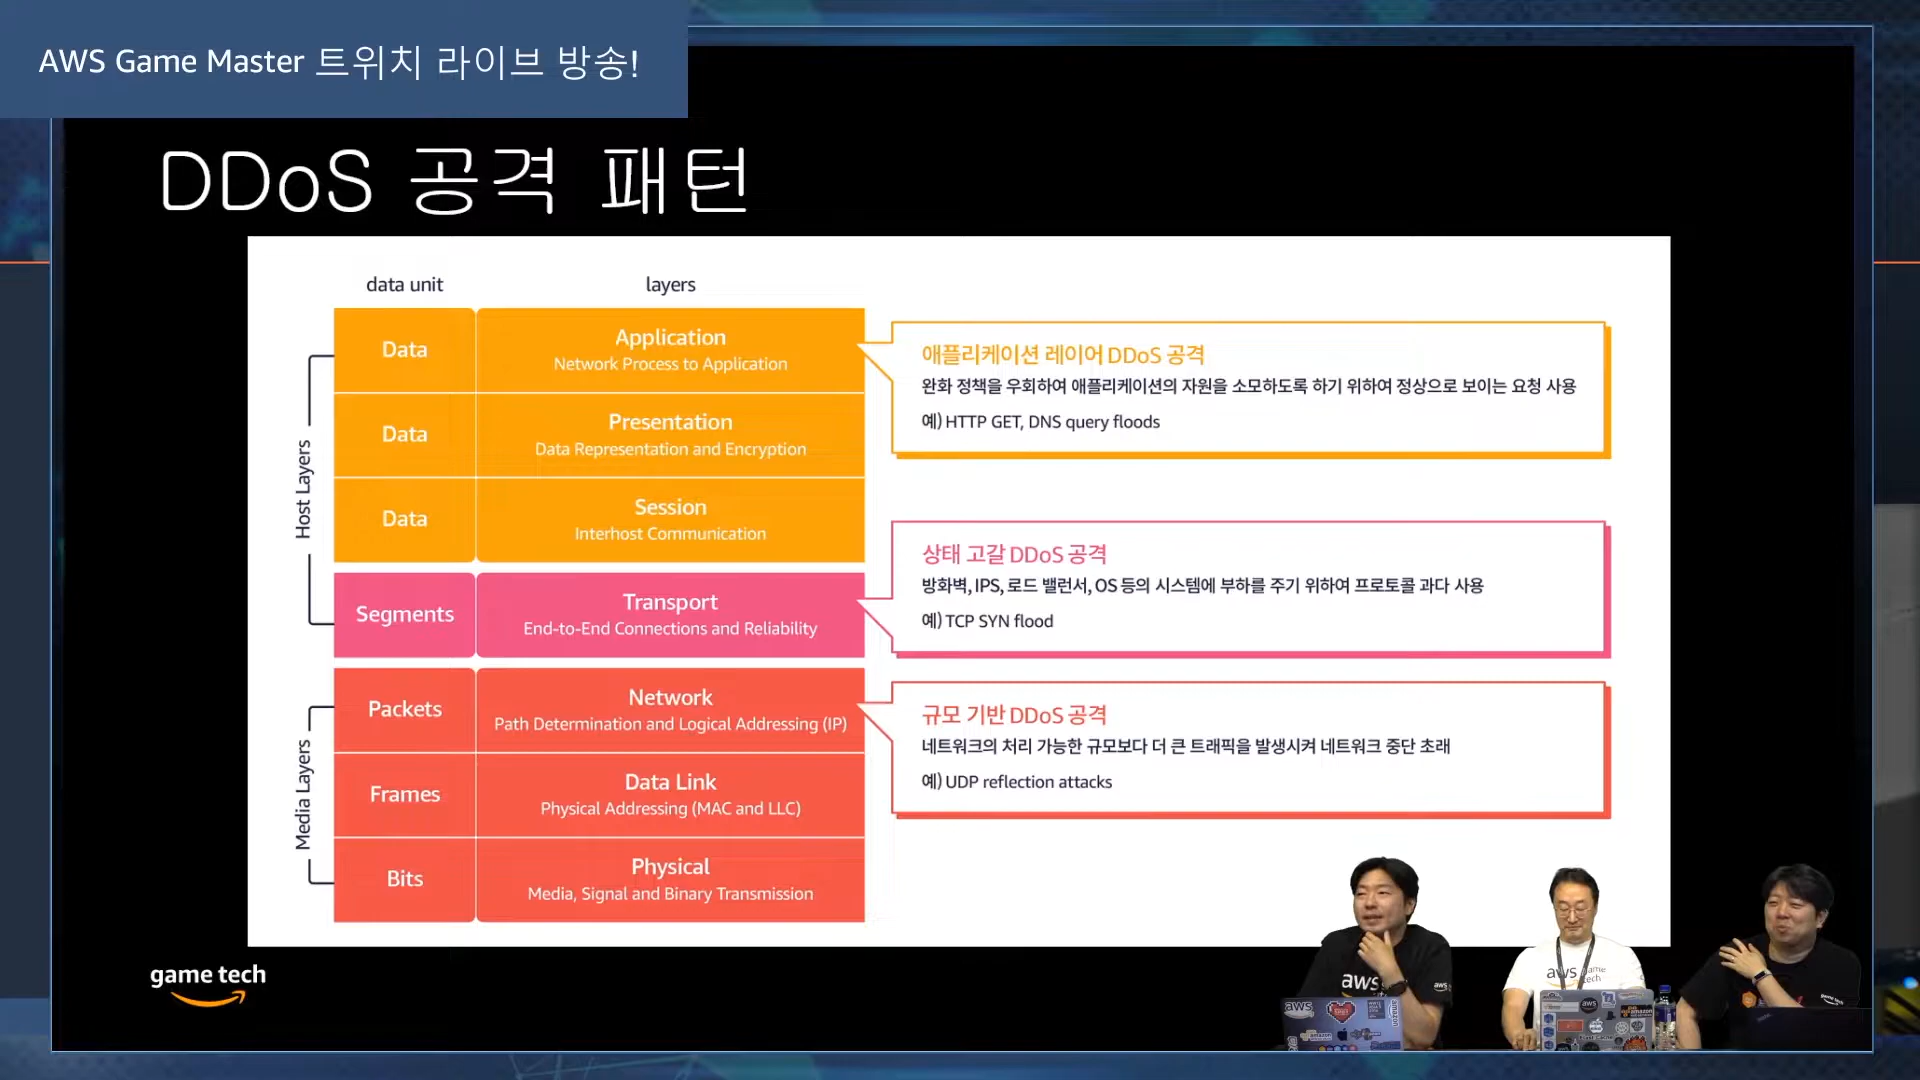 AWS Game Master 트위치 라이브 방송!
DDoS 공격 패턴
data unit
layers
Host Layers
Data
Application
Network Process to Application
Data
Presentation
Data Representation and Encryption
Data
Session
Interhost Communication
Segments
Transport
End-to-End Connections and Reliability
Media Layers
Packets
Network
Path Determination and Logical Addressing (IP)
Frames
Data Link
Physical Addressing (MAC and LLC)
Bits
Physical
Media, Signal and Binary Transmission
애플리케이션 레이어 DDoS 공격
완화 정책을 우회하여 애플리케이션의 자원을 소모하도록 하기 위하여 정상으로 보이는 요청 사용
예) HTTP GET, DNS query floods
상태 고갈 DDoS 공격
방화벽, IPS, 로드 밸런서, OS 등의 시스템에 부하를 주기 위하여 프로토콜 과다 사용
예) TCP SYN flood
규모 기반 DDoS 공격
네트워크의 처리 가능한 규모보다 더 큰 트래픽을 발생시켜 네트워크 중단 초래
예) UDP reflection attacks
game tech
aws
aws
aws game
tech
aws
amazon
aws
amazon